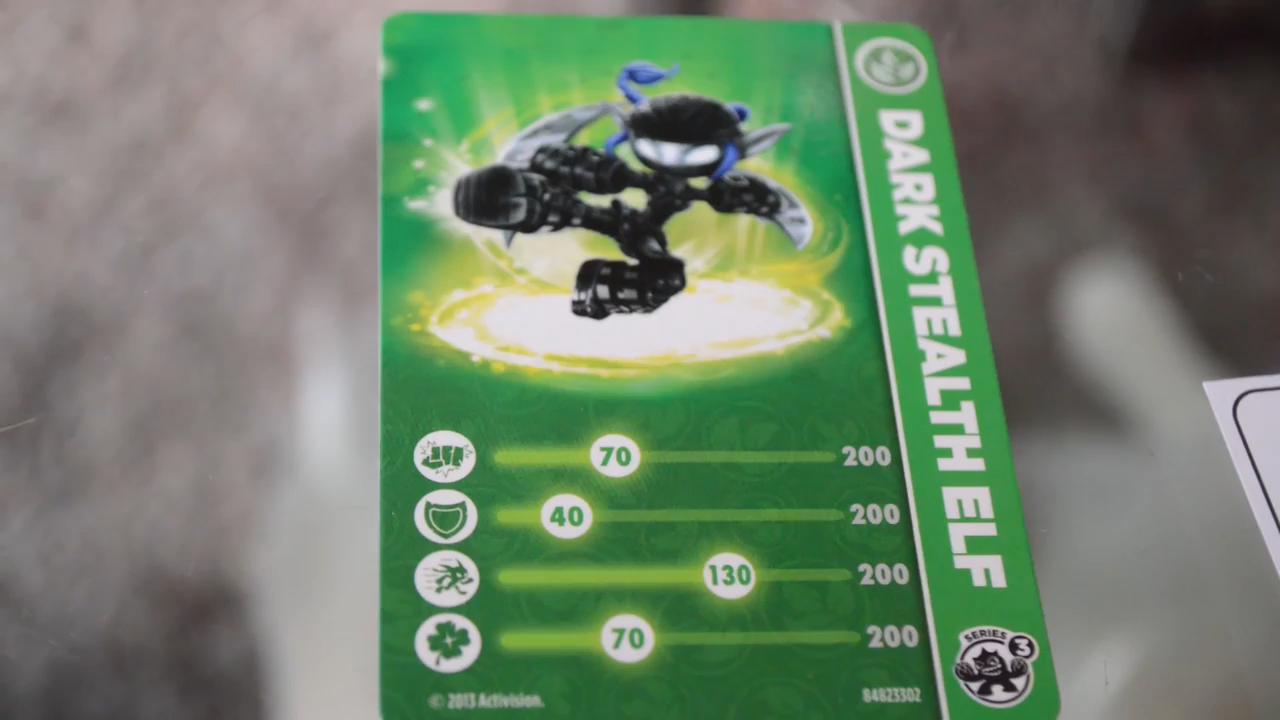 DARK STEALTH ELF
70 200
40 200
130 200
70 200
SERIES 3
© 2013 Activision.
84823302